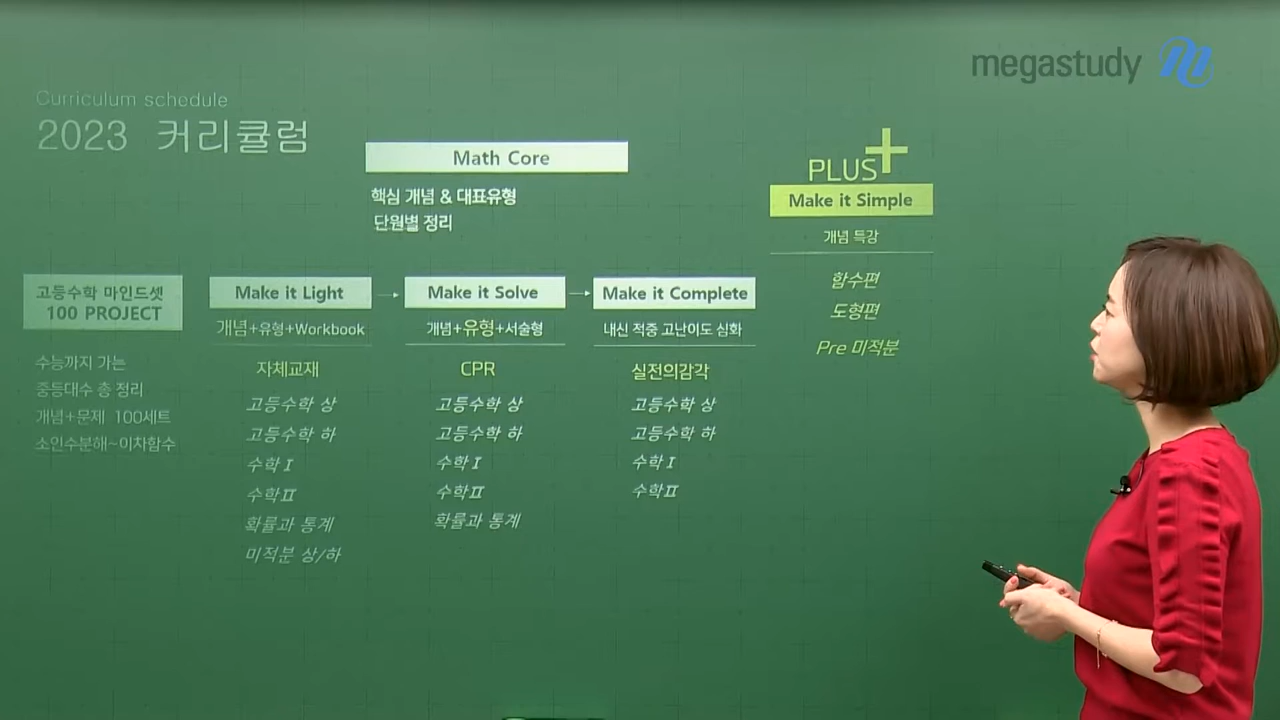 megastudy
Curriculum schedule
2023 커리큘럼
Math Core
핵심 개념 & 대표유형
단원별 정리
PLUS+
Make it Simple
개념 특강
함수편
도형편
Pre 미적분
고등수학 마인드셋
100 PROJECT
수능까지 가는
중등대수 총 정리
개념+문제 100세트
소인수분해~이차함수
Make it Light
개념+유형+Workbook
자체교재
고등수학 상
고등수학 하
수학Ⅰ
수학Ⅱ
확률과 통계
미적분 상/하
Make it Solve
개념+유형+서술형
CPR
고등수학 상
고등수학 하
수학Ⅰ
수학Ⅱ
확률과 통계
Make it Complete
내신 적중 고난이도 심화
실전의감각
고등수학 상
고등수학 하
수학Ⅰ
수학Ⅱ